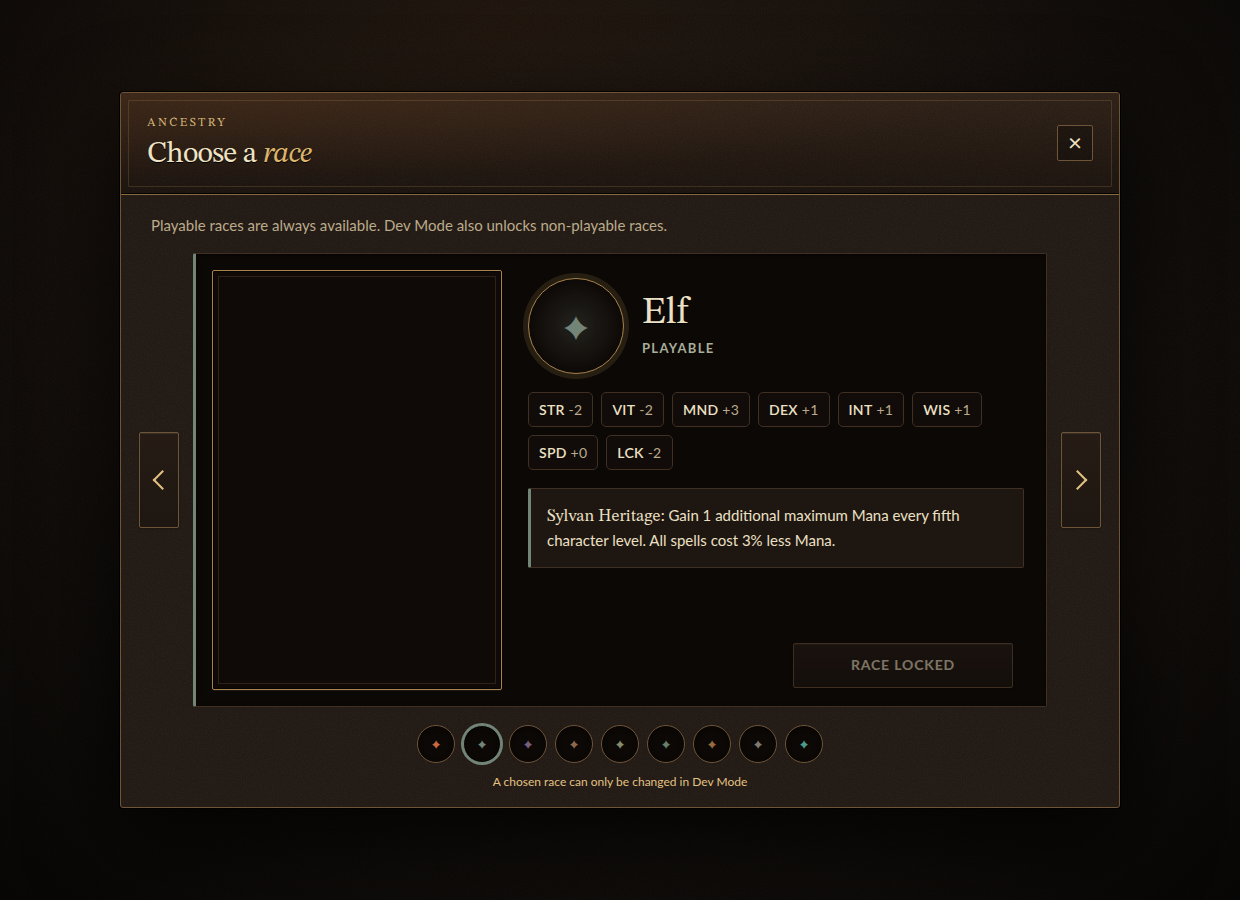 ANCESTRY
Choose a race
✕
Playable races are always available. Dev Mode also unlocks non-playable races.
Elf
PLAYABLE
STR -2 VIT -2 MND +3 DEX +1 INT +1 WIS +1
SPD +0 LCK -2
Sylvan Heritage: Gain 1 additional maximum Mana every fifth
character level. All spells cost 3% less Mana.
RACE LOCKED
A chosen race can only be changed in Dev Mode